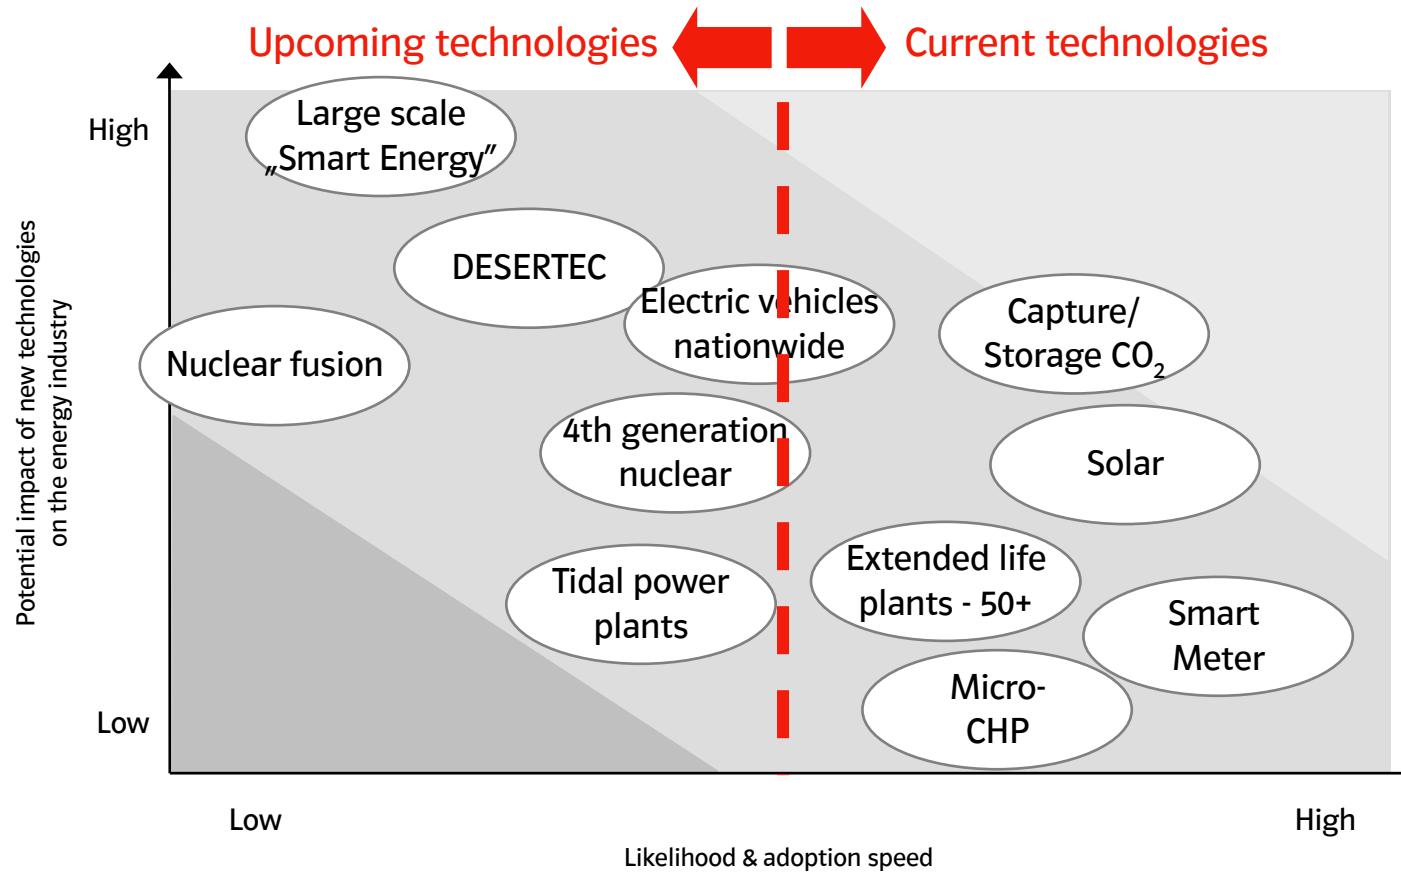 Upcoming technologies
Current technologies
High
Large scale
„Smart Energy”
DESERTEC
Electric vehicles
nationwide
Capture/
Storage CO₂
Nuclear fusion
4th generation
nuclear
Solar
Extended life
plants - 50+
Tidal power
plants
Smart
Meter
Micro-
CHP
Low
Potential impact of new technologies
on the energy industry
Low
High
Likelihood & adoption speed